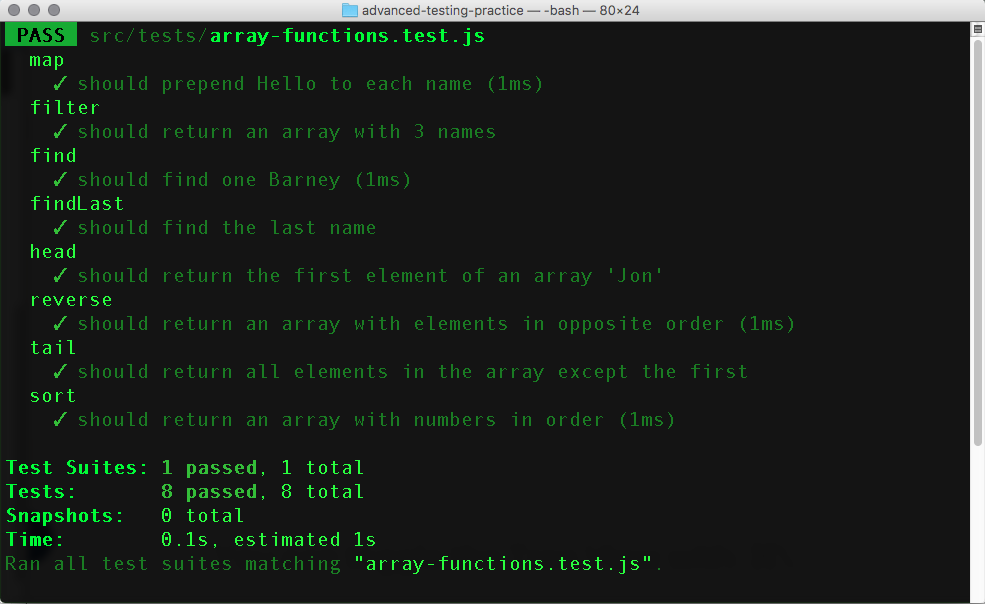 advanced-testing-practice — -bash — 80×24
PASS src/tests/array-functions.test.js
map
✓ should prepend Hello to each name (1ms)
filter
✓ should return an array with 3 names
find
✓ should find one Barney (1ms)
findLast
✓ should find the last name
head
✓ should return the first element of an array 'Jon'
reverse
✓ should return an array with elements in opposite order (1ms)
tail
✓ should return all elements in the array except the first
sort
✓ should return an array with numbers in order (1ms)
Test Suites: 1 passed, 1 total
Tests: 8 passed, 8 total
Snapshots: 0 total
Time: 0.1s, estimated 1s
Ran all test suites matching "array-functions.test.js".